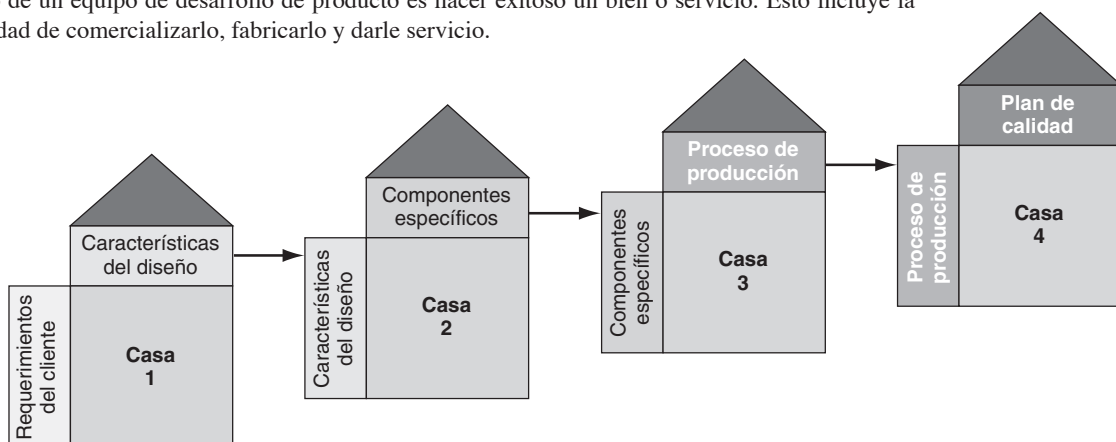 de un equipo de desarrollo de producto es hacer exitoso un bien o servicio. Esto incluye la
dad de comercializarlo, fabricarlo y darle servicio.
Plan de
calidad
Proceso de
producción
Proceso de
producción
Casa
4
Componentes
específicos
Componentes
específicos
Casa
3
Características
del diseño
Características
del diseño
Casa
2
Requerimientos
del cliente
Casa
1